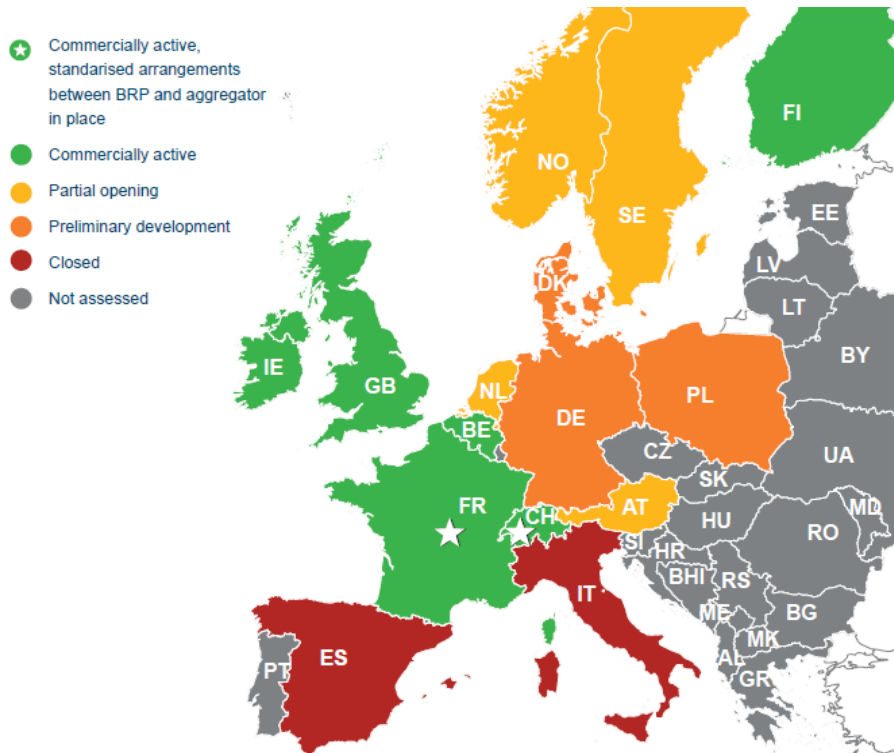 Commercially active,
standarised arrangements
between BRP and aggregator
in place
Commercially active
Partial opening
Preliminary development
Closed
Not assessed
FI
NO
SE
EE
LV
LT
DK
BY
IE
GB
NL
PL
DE
BE
CZ
UA
SK
FR
CH
AT
MD
HU
RO
SI
HR
BHI
RS
IT
ME
BG
MK
AL
ES
PT
GR